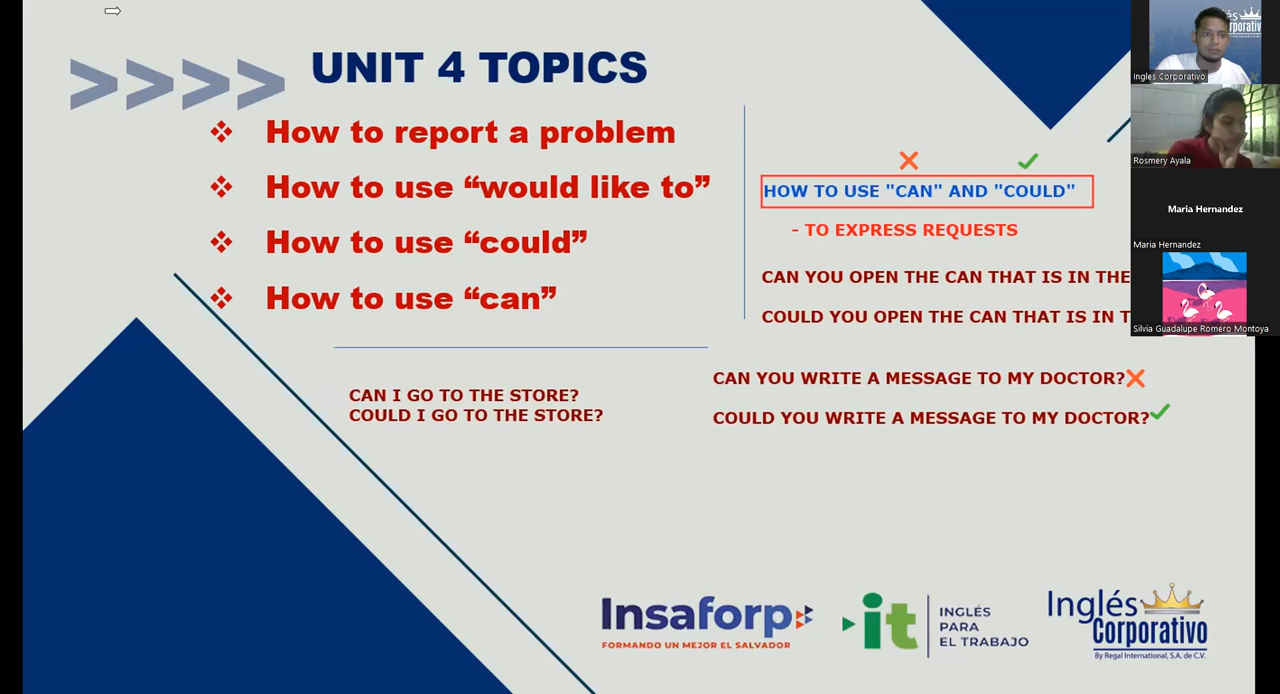 UNIT 4 TOPICS
How to report a problem
How to use “would like to”
How to use “could”
How to use “can”
HOW TO USE "CAN" AND "COULD"
- TO EXPRESS REQUESTS
CAN YOU OPEN THE CAN THAT IS IN THE
COULD YOU OPEN THE CAN THAT IS IN
CAN I GO TO THE STORE?
COULD I GO TO THE STORE?
CAN YOU WRITE A MESSAGE TO MY DOCTOR?
COULD YOU WRITE A MESSAGE TO MY DOCTOR?
Insaforp
FORMANDO UN MEJOR EL SALVADOR
it
INGLÉS
PARA
EL TRABAJO
Inglés
Corporativo
By Regal International, S.A. de C.V.
Ingles Corporativo
Rosmery Ayala
Maria Hernandez
Maria Hernandez
Silvia Guadalupe Romero Montoya